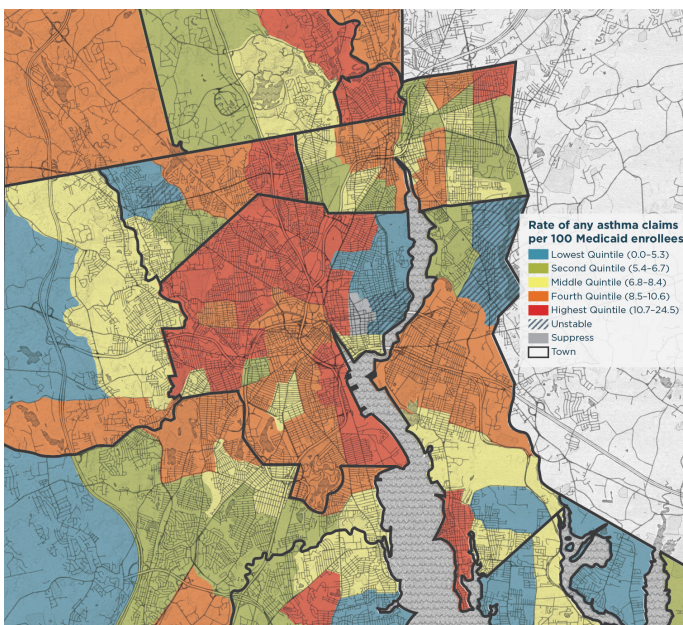 Rate of any asthma claims
per 100 Medicaid enrollees
Lowest Quintile (0.0–5.3)
Second Quintile (5.4–6.7)
Middle Quintile (6.8–8.4)
Fourth Quintile (8.5–10.6)
Highest Quintile (10.7–24.5)
Unstable
Suppress
Town